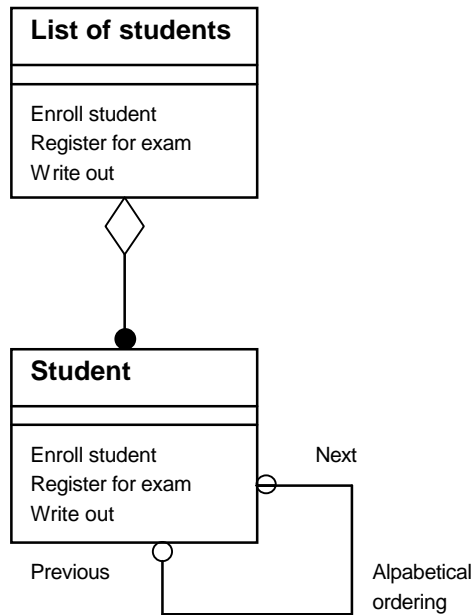 List of students
Enroll student
Register for exam
Write out
Student
Enroll student
Register for exam
Write out
Next
Previous
Alpabetical
ordering